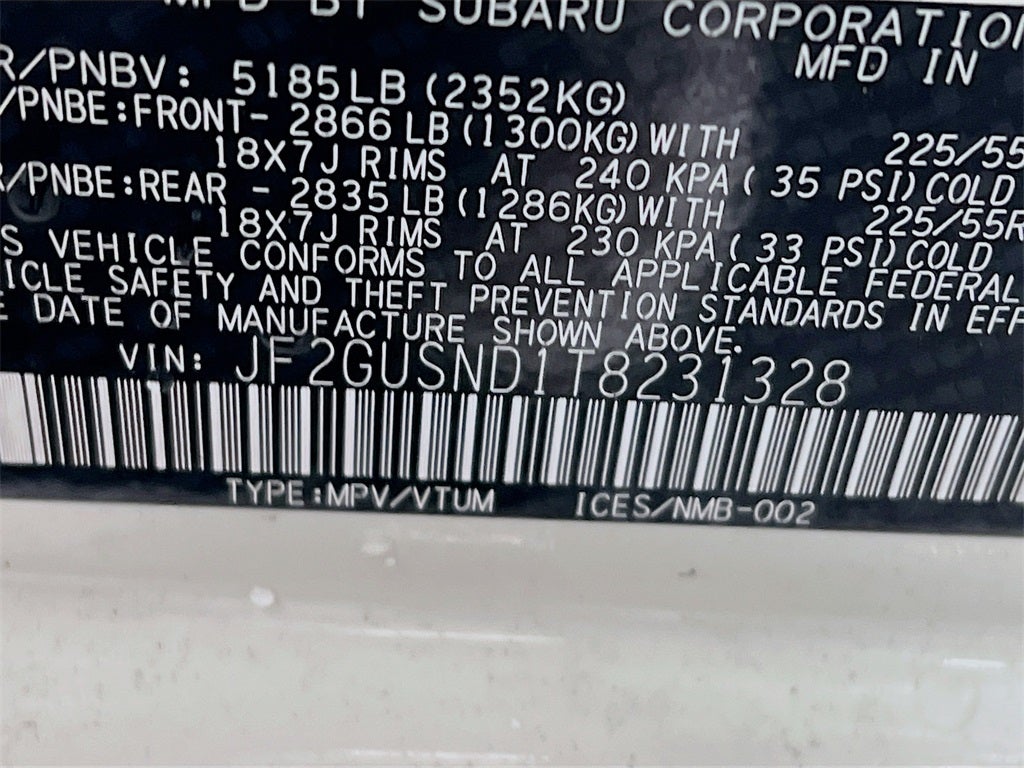 MFD BY SUBARU CORPORATION
MFD IN
R/PNBV: 5185LB (2352KG)
/PNBE:FRONT- 2866 LB (1300KG) WITH 225/55
18X7J RIMS AT 240 KPA ( 35 PSI) COLD
R/PNBE:REAR - 2835 LB (1286KG) WITH 225/55R
18X7J RIMS AT 230 KPA ( 33 PSI) COLD
S VEHICLE CONFORMS TO ALL APPLICABLE FEDERAL
ICLE SAFETY AND THEFT PREVENTION STANDARDS IN EFF
E DATE OF MANUFACTURE SHOWN ABOVE.
VIN: JF2GUSND1T8231328
TYPE:MPV/VTUM ICES/NMB-002